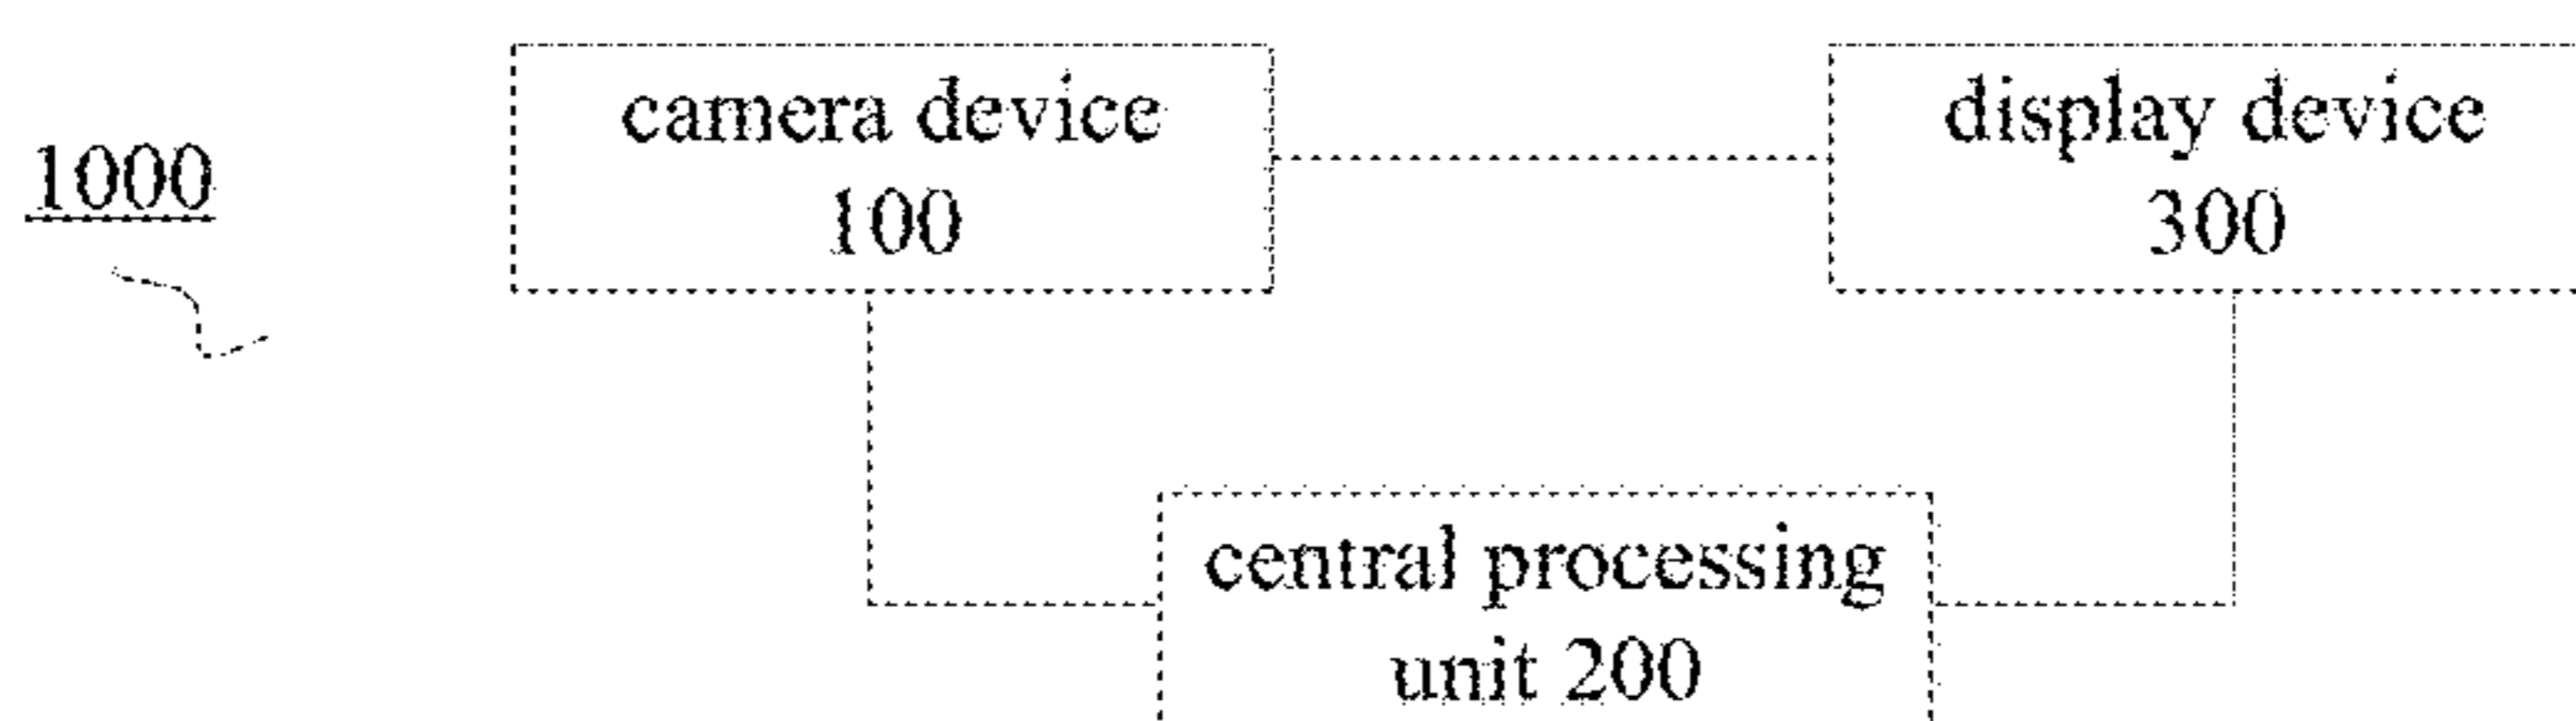 camera device
100
display device
300
1000
central processing
unit 200